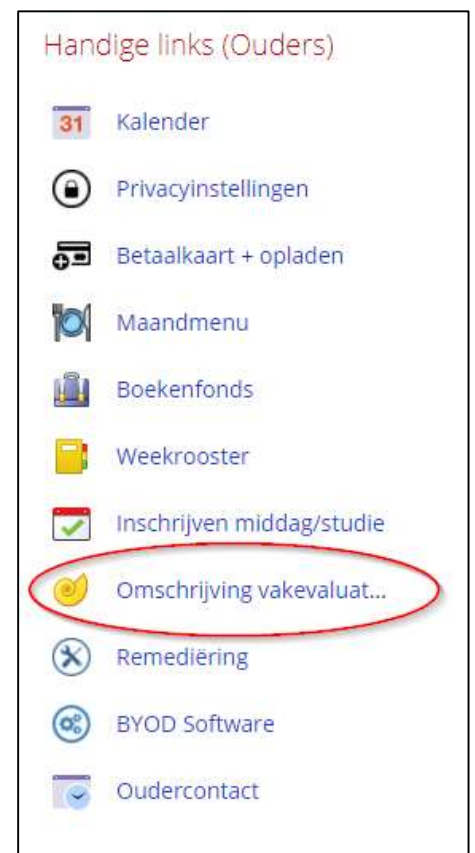 Handige links (Ouders)
31 Kalender
Privacyinstellingen
Betaalkaart + opladen
Maandmenu
Boekenfonds
Weekrooster
Inschrijven middag/studie
Omschrijving vakevaluat...
Remediëring
BYOD Software
Oudercontact